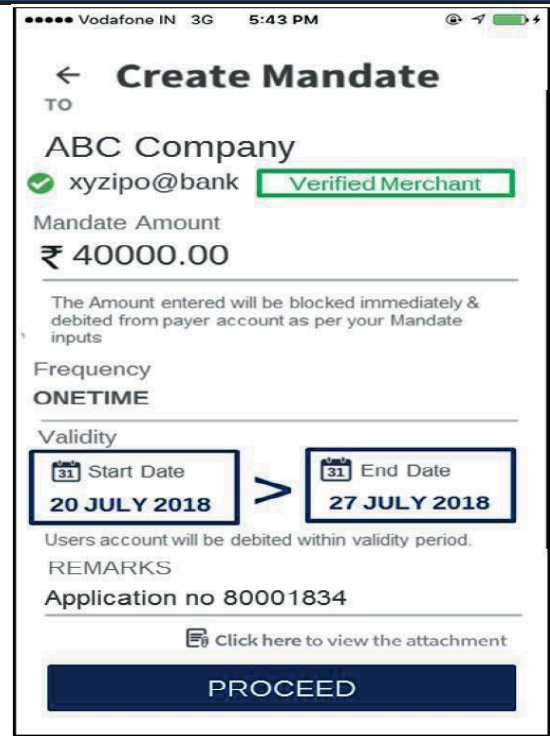 Vodafone IN 3G 5:43 PM
← Create Mandate
TO
ABC Company
xyzipo@bank Verified Merchant
Mandate Amount
₹ 40000.00
The Amount entered will be blocked immediately &
debited from payer account as per your Mandate
inputs
Frequency
ONETIME
Validity
31 Start Date > 31 End Date
20 JULY 2018 27 JULY 2018
Users account will be debited within validity period.
REMARKS
Application no 80001834
Click here to view the attachment
PROCEED